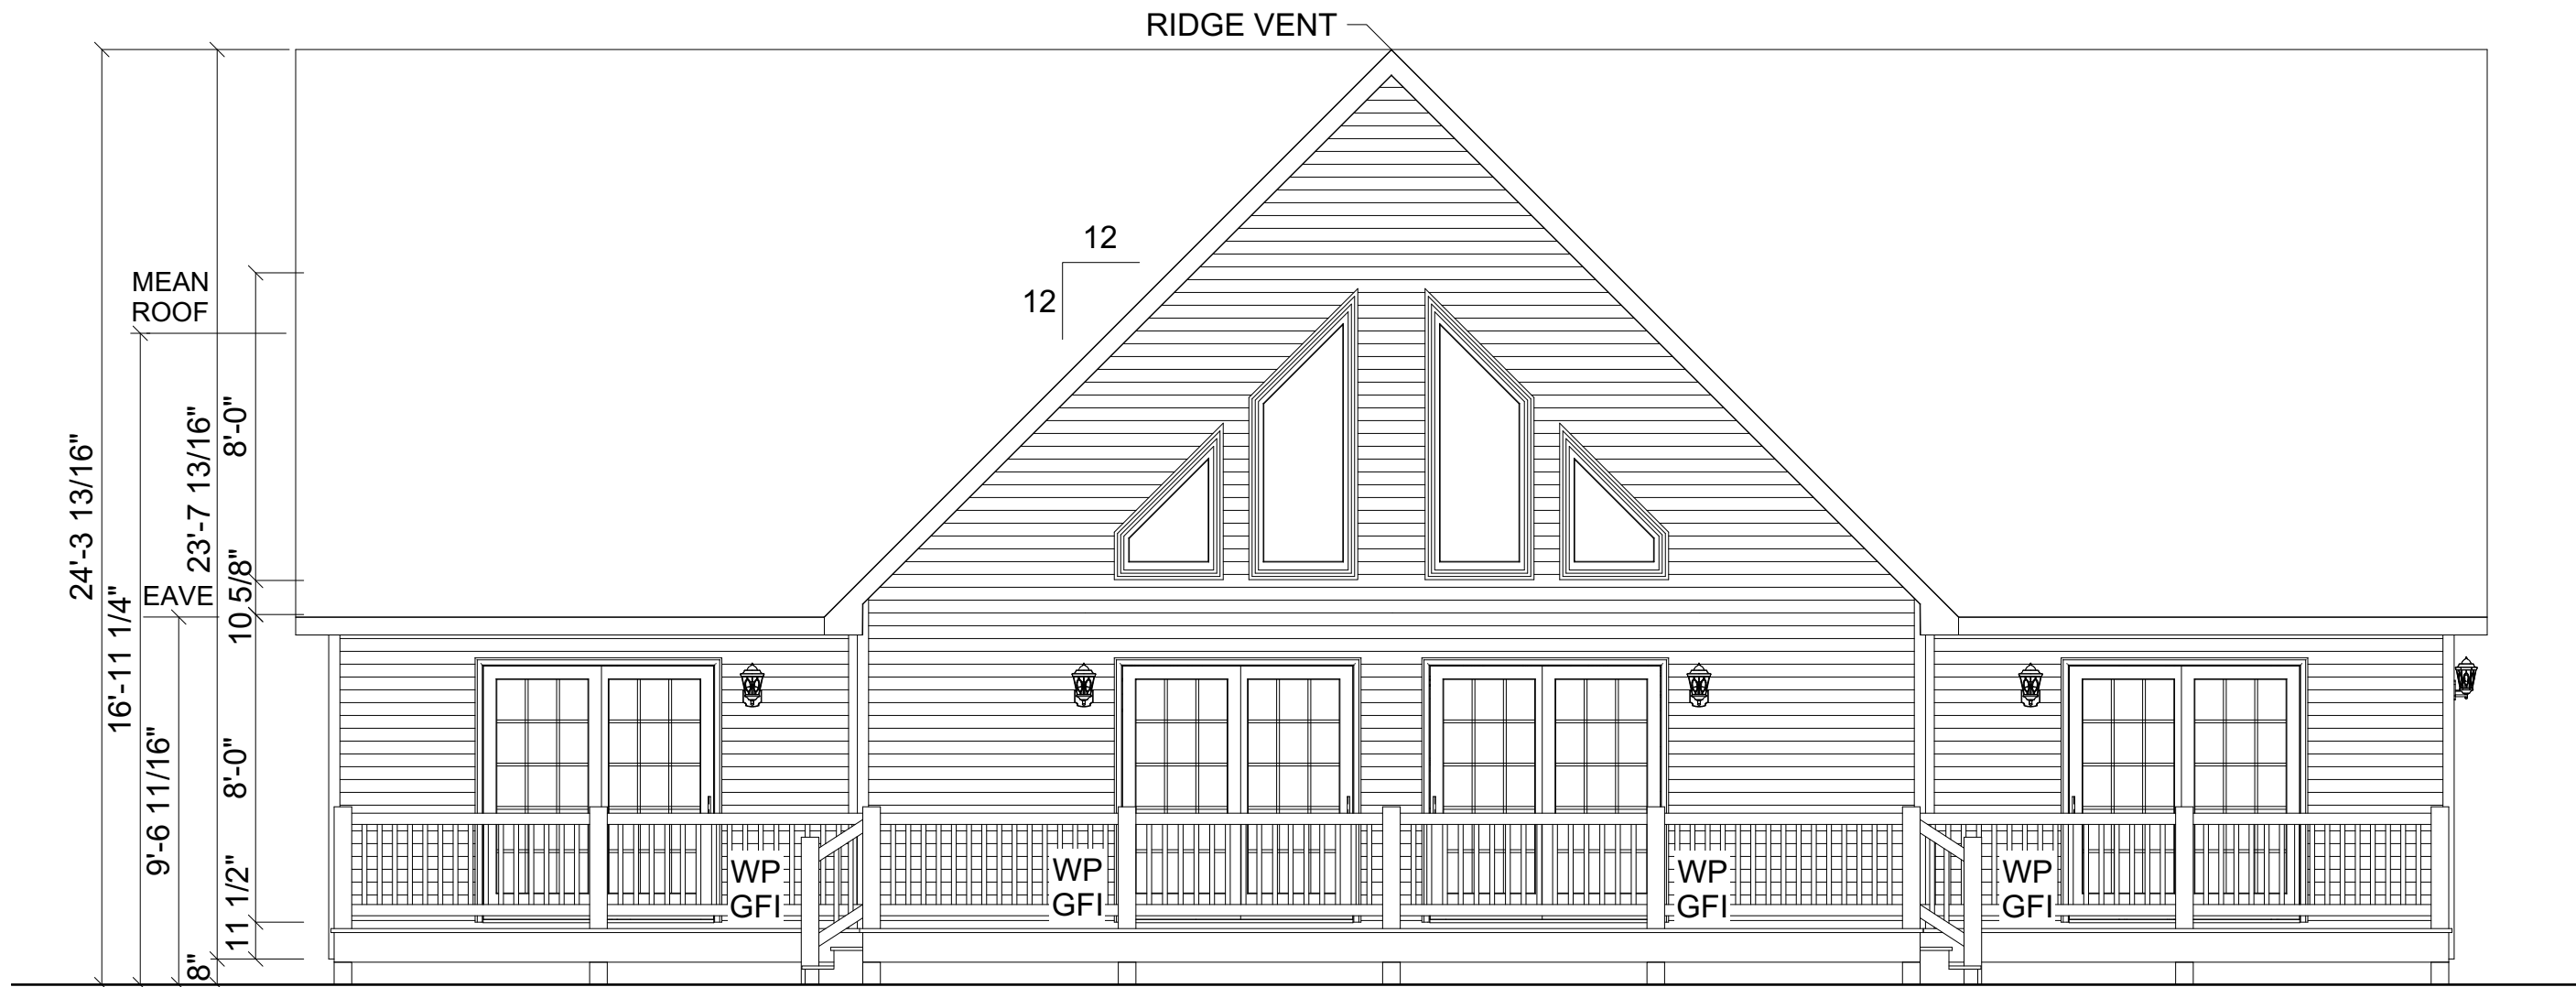 RIDGE VENT
12
12
MEAN
ROOF
24'-3 13/16"
16'-11 1/4"
9'-6 11/16"
23'-7 13/16"
8'-0"
EAVE
10 5/8"
8'-0"
11 1/2"
8"
WP
GFI
WP
GFI
WP
GFI
WP
GFI